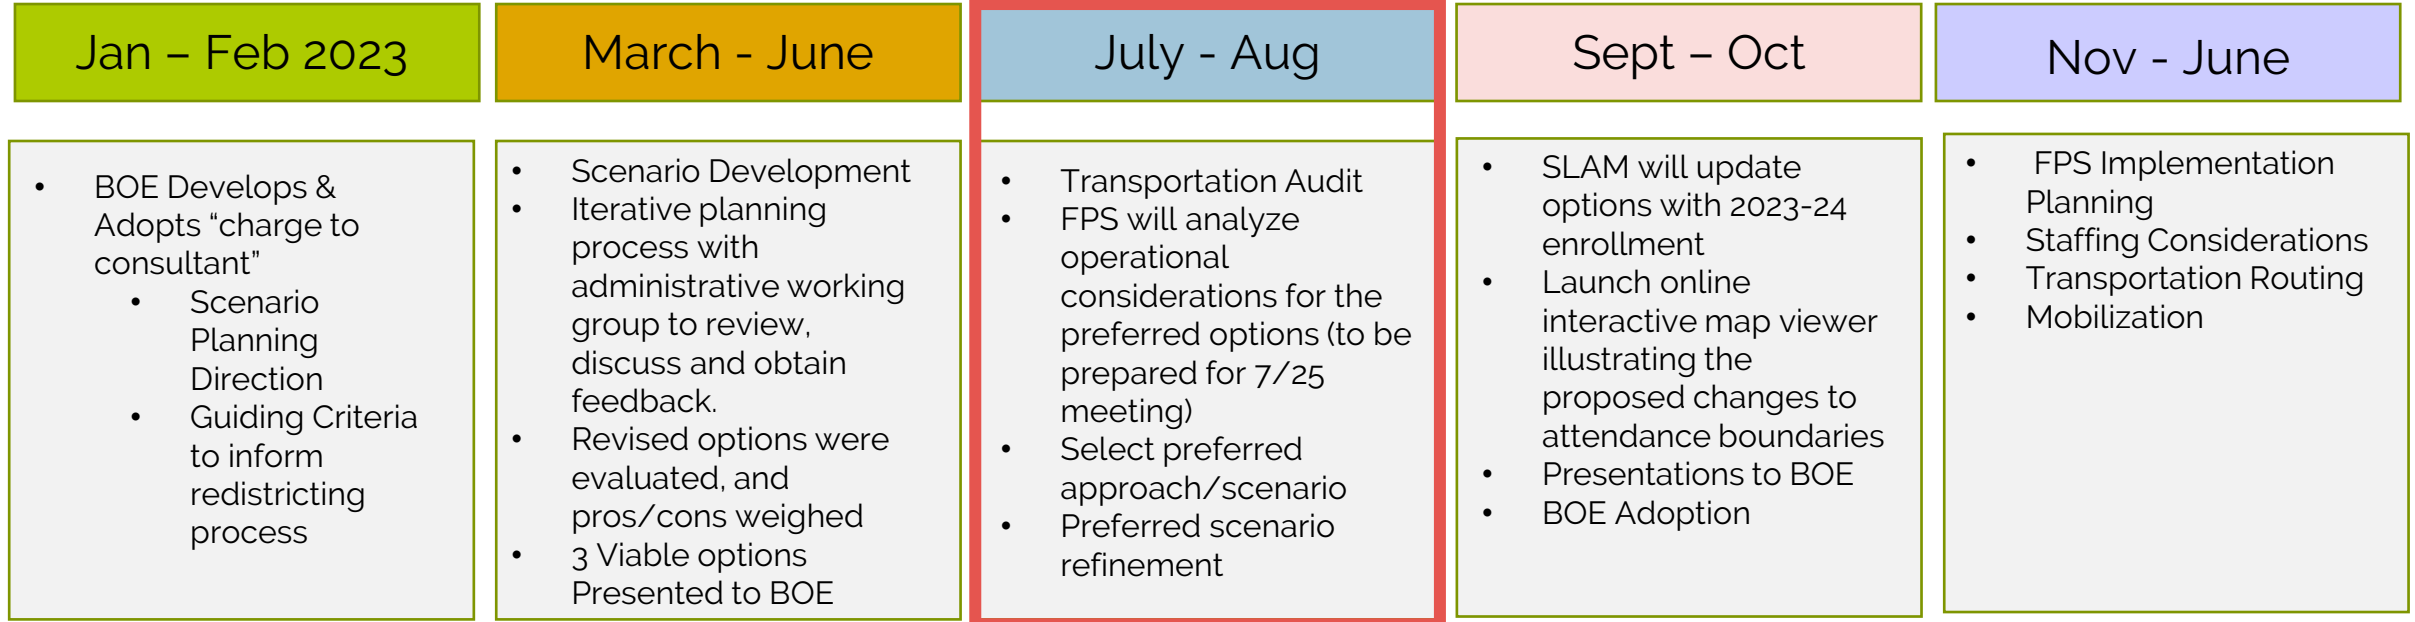 Jan – Feb 2023
March - June
July - Aug
Sept – Oct
Nov - June
• BOE Develops &
Adopts “charge to
consultant”
• Scenario
Planning
Direction
• Guiding Criteria
to inform
redistricting
process
• Scenario Development
• Iterative planning
process with
administrative working
group to review,
discuss and obtain
feedback.
• Revised options were
evaluated, and
pros/cons weighed
• 3 Viable options
Presented to BOE
• Transportation Audit
• FPS will analyze
operational
considerations for the
preferred options (to be
prepared for 7/25
meeting)
• Select preferred
approach/scenario
• Preferred scenario
refinement
• SLAM will update
options with 2023-24
enrollment
• Launch online
interactive map viewer
illustrating the
proposed changes to
attendance boundaries
• Presentations to BOE
• BOE Adoption
• FPS Implementation
Planning
• Staffing Considerations
• Transportation Routing
• Mobilization